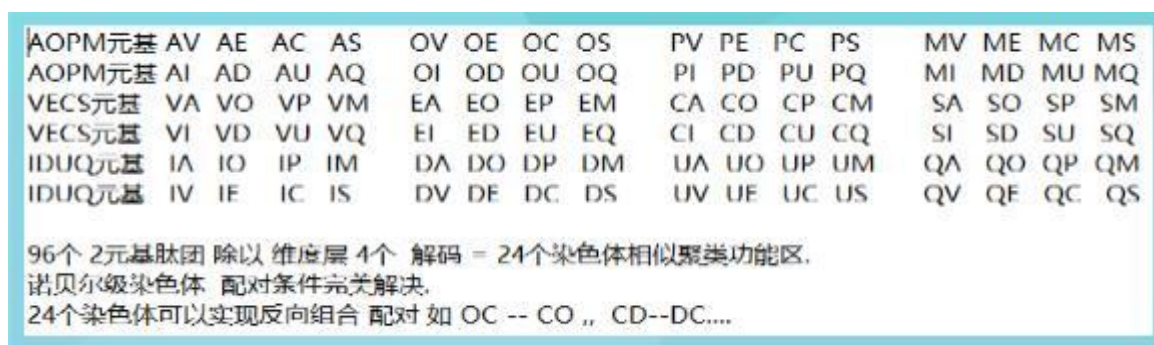 AOPM元基 AV AE AC AS OV OE OC OS PV PE PC PS MV ME MC MS
AOPM元基 AI AD AU AQ OI OD OU OQ PI PD PU PQ MI MD MU MQ
VECS元基 VA VO VP VM EA EO EP EM CA CO CP CM SA SO SP SM
VECS元基 VI VD VU VQ EI ED EU EQ CI CD CU CQ SI SD SU SQ
IDUQ元基 IA IO IP IM DA DO DP DM UA UO UP UM QA QO QP QM
IDUQ元基 IV IE IC IS DV DE DC DS UV UE UC US QV QE QC QS
96个 2元基肽团 除以 维度层 4个 解码 = 24个染色体相似聚类功能区.
诺贝尔级染色体 配对条件完美解决.
24个染色体可以实现反向组合 配对 如 OC -- CO ,, CD--DC....